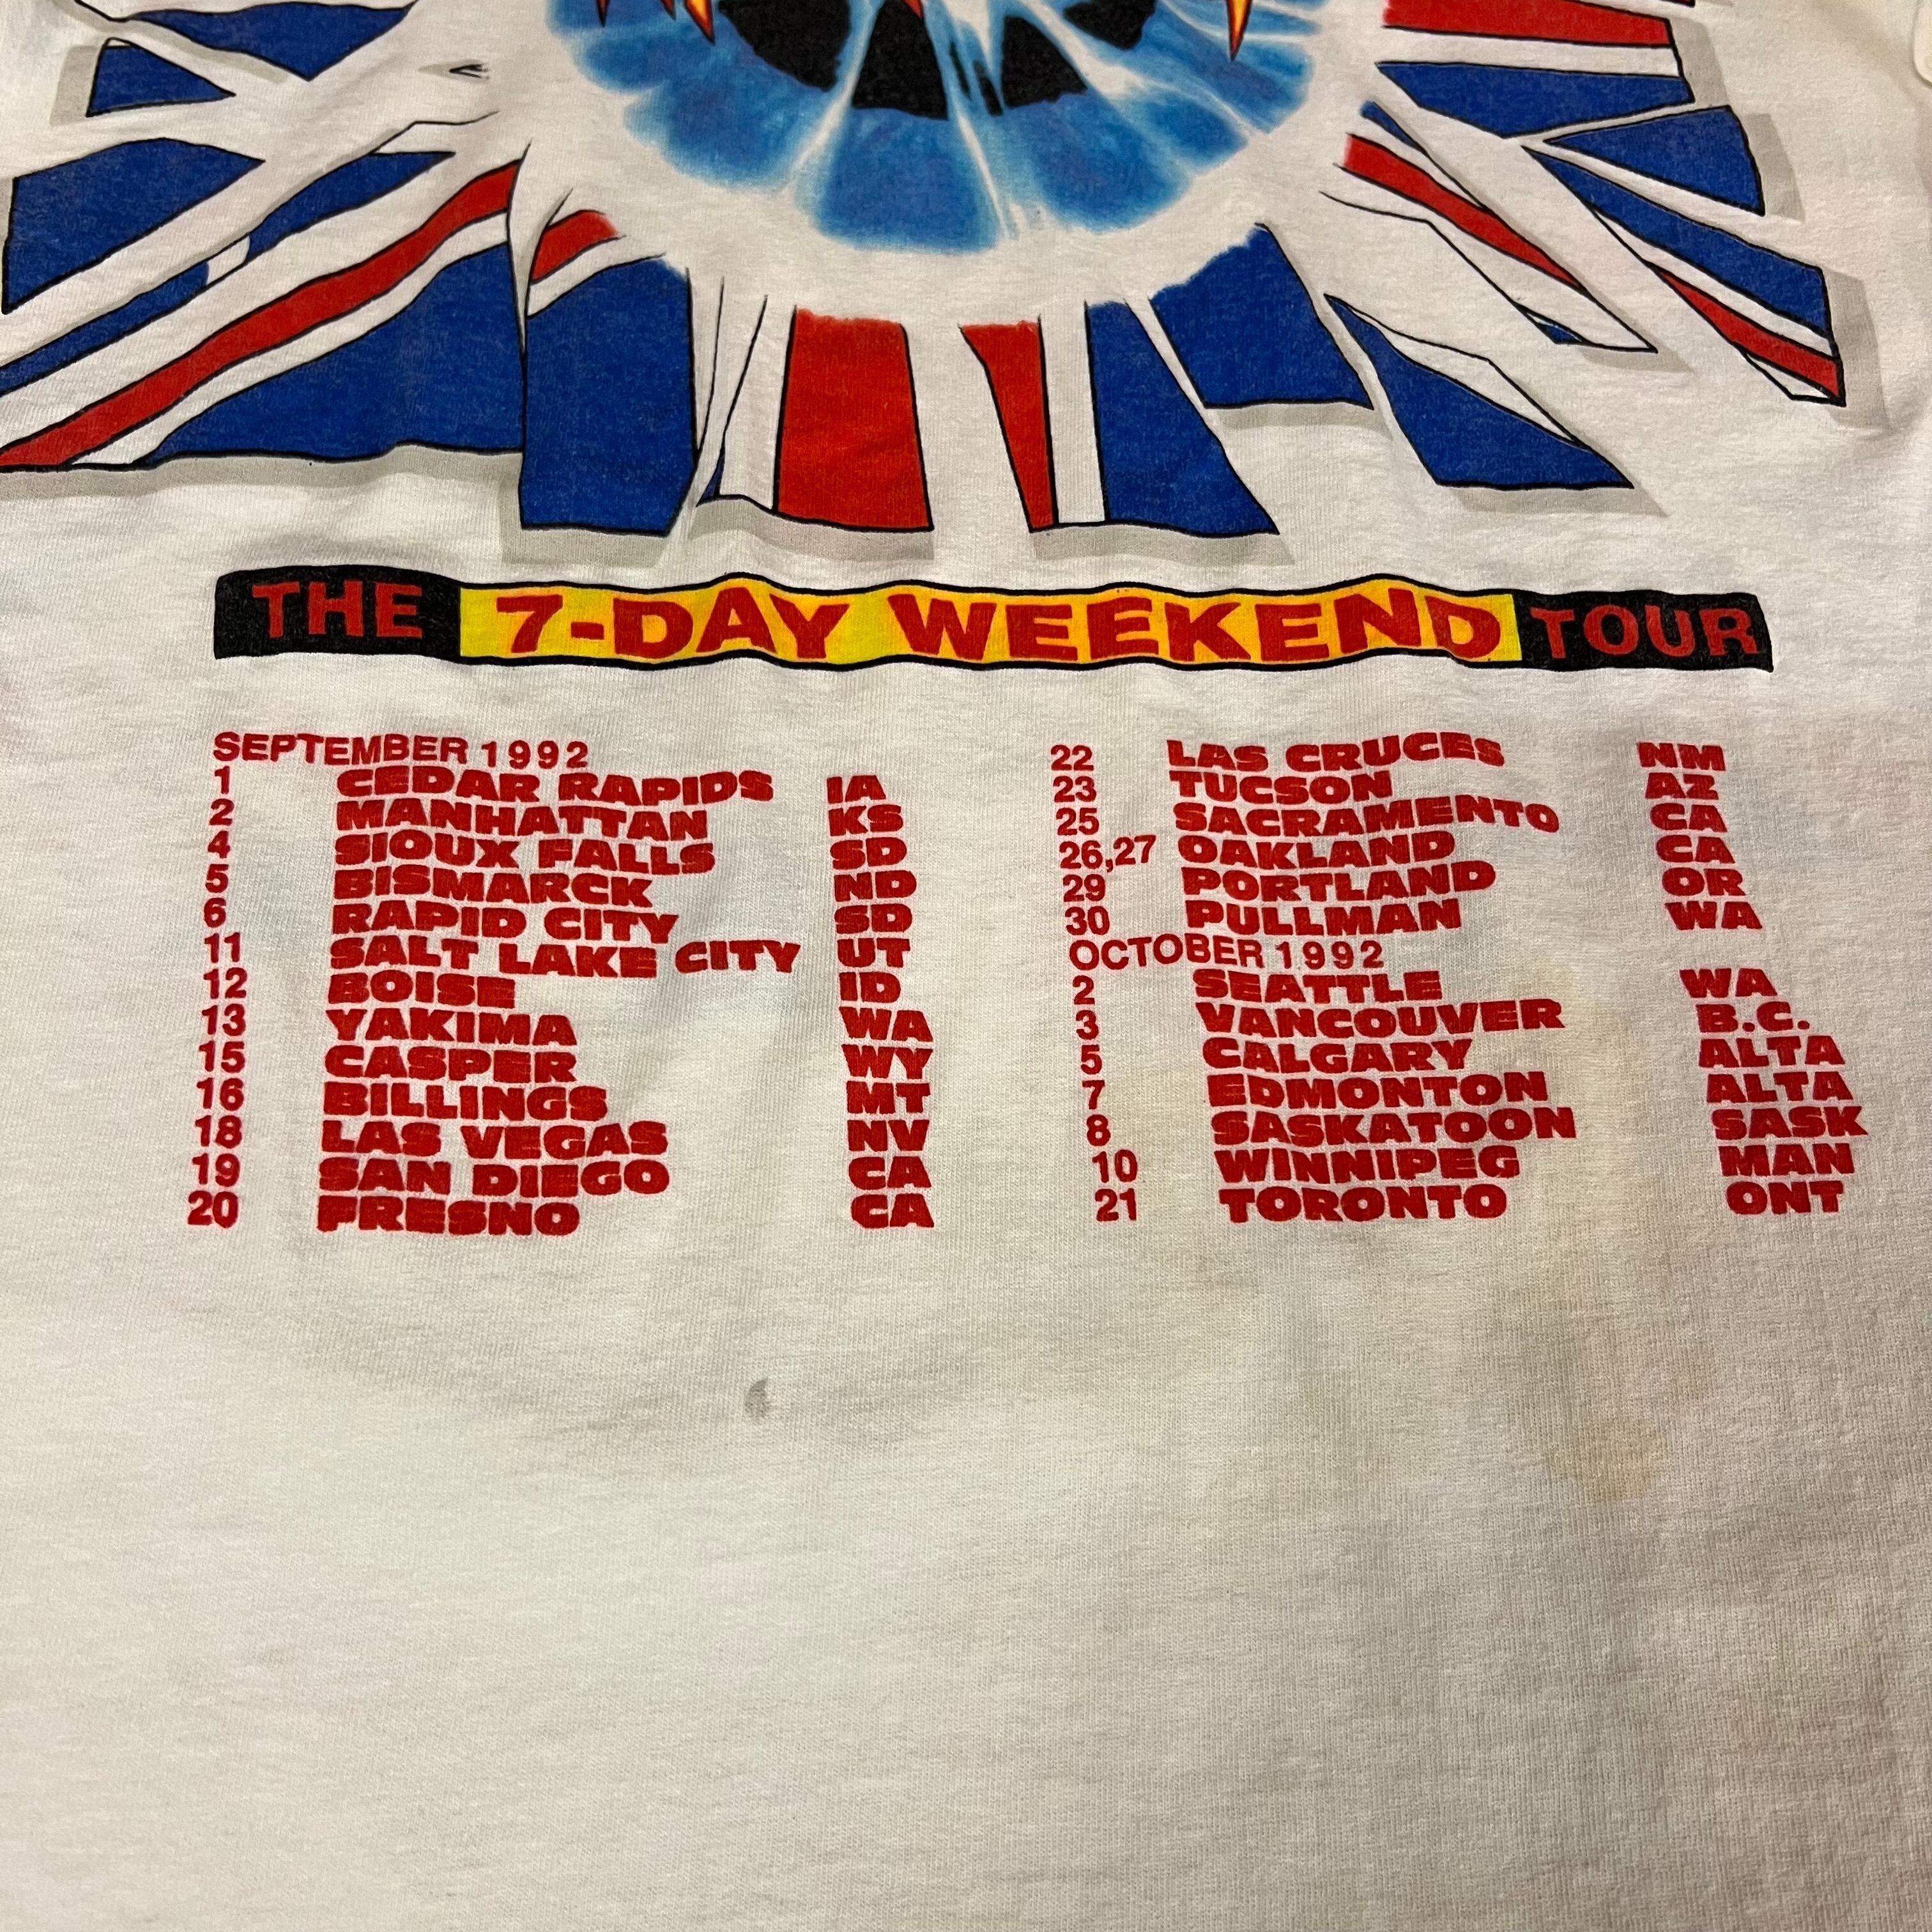 THE 7-DAY WEEKEND TOUR
SEPTEMBER 1992
1 CEDAR RAPIDS IA
2 MANHATTAN KS
4 SIOUX FALLS SD
5 BISMARCK ND
6 RAPID CITY SD
11 SALT LAKE CITY UT
12 BOISE ID
13 YAKIMA WA
15 CASPER WY
16 BILLINGS MT
18 LAS VEGAS NV
19 SAN DIEGO CA
20 FRESNO CA
22 LAS CRUCES NM
23 TUCSON AZ
25 SACRAMENTO CA
26,27 OAKLAND CA
29 PORTLAND OR
30 PULLMAN WA
OCTOBER 1992
2 SEATTLE WA
3 VANCOUVER B.C.
5 CALGARY ALTA
7 EDMONTON ALTA
8 SASKATOON SASK
10 WINNIPEG MAN
21 TORONTO ONT